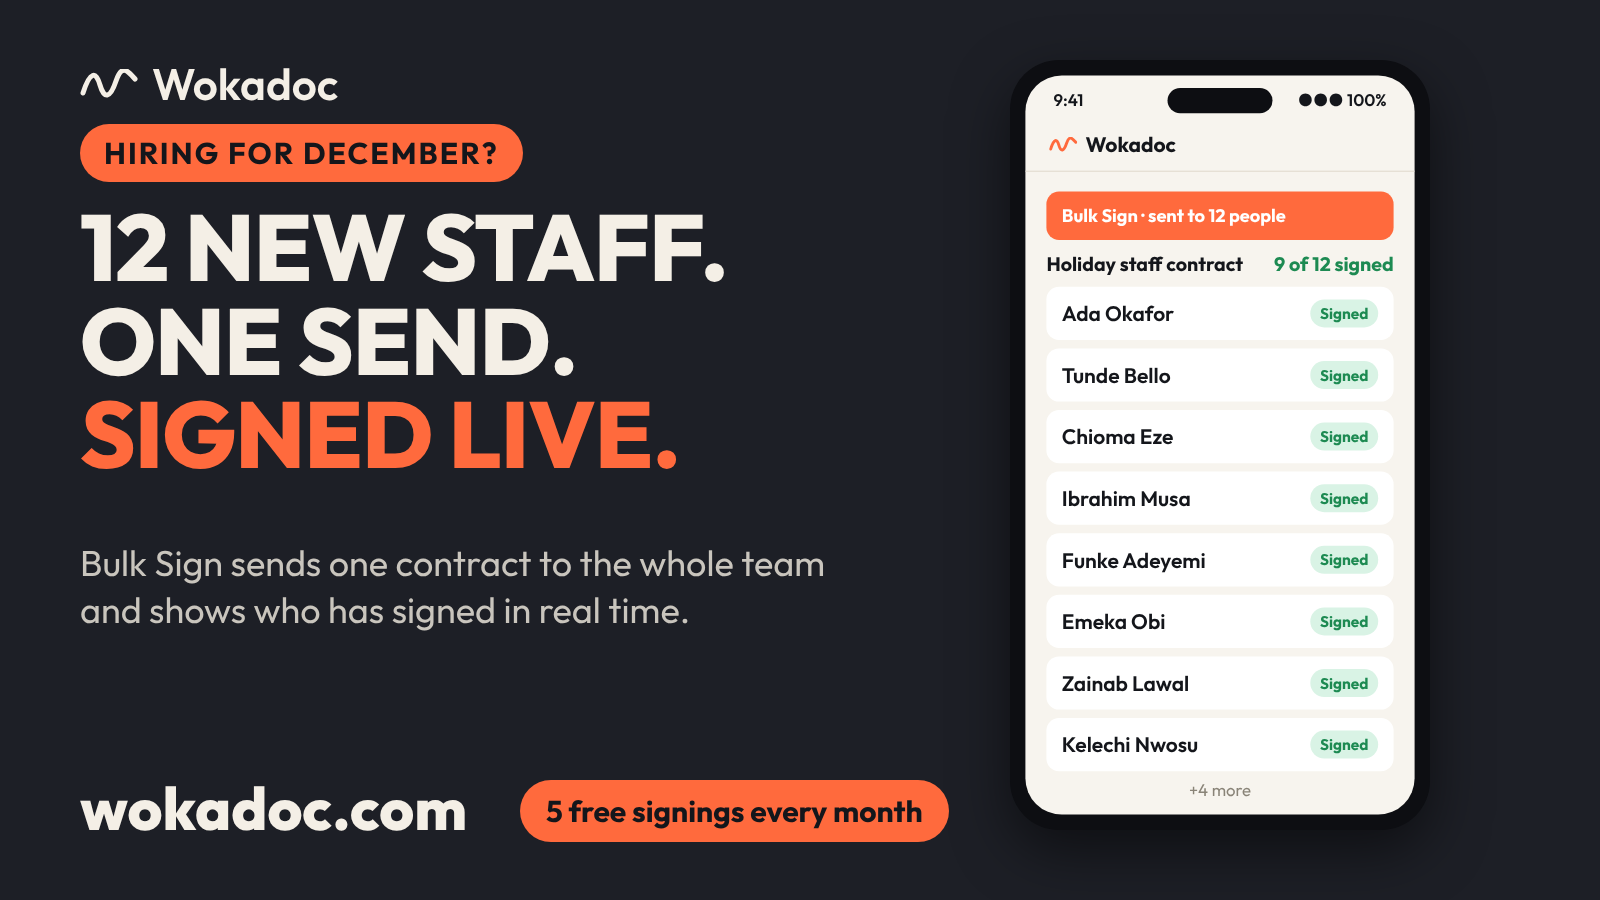 Wokadoc
HIRING FOR DECEMBER?
12 NEW STAFF.
ONE SEND.
SIGNED LIVE.
Bulk Sign sends one contract to the whole team
and shows who has signed in real time.
wokadoc.com
5 free signings every month
9:41
100%
Wokadoc
Bulk Sign · sent to 12 people
Holiday staff contract 9 of 12 signed
Ada Okafor Signed
Tunde Bello Signed
Chioma Eze Signed
Ibrahim Musa Signed
Funke Adeyemi Signed
Emeka Obi Signed
Zainab Lawal Signed
Kelechi Nwosu Signed
+4 more